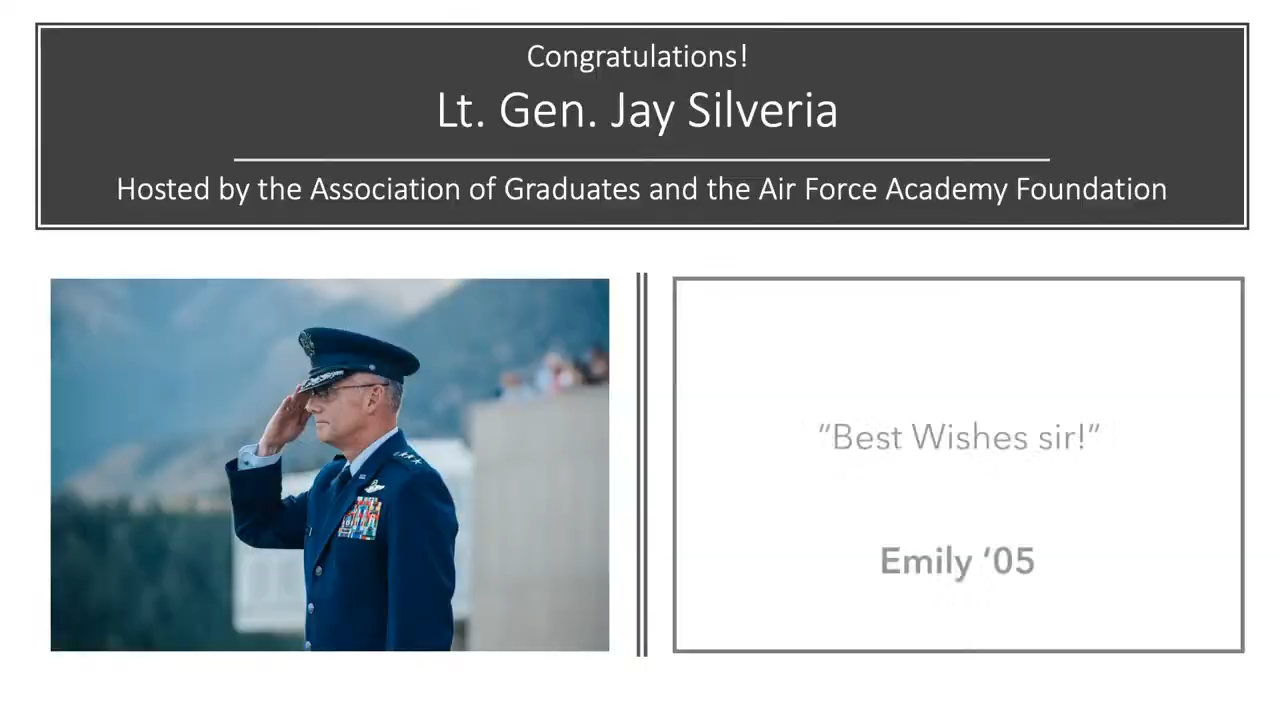 Congratulations!
Lt. Gen. Jay Silveria
Hosted by the Association of Graduates and the Air Force Academy Foundation
“Best Wishes sir!”
Emily ‘05